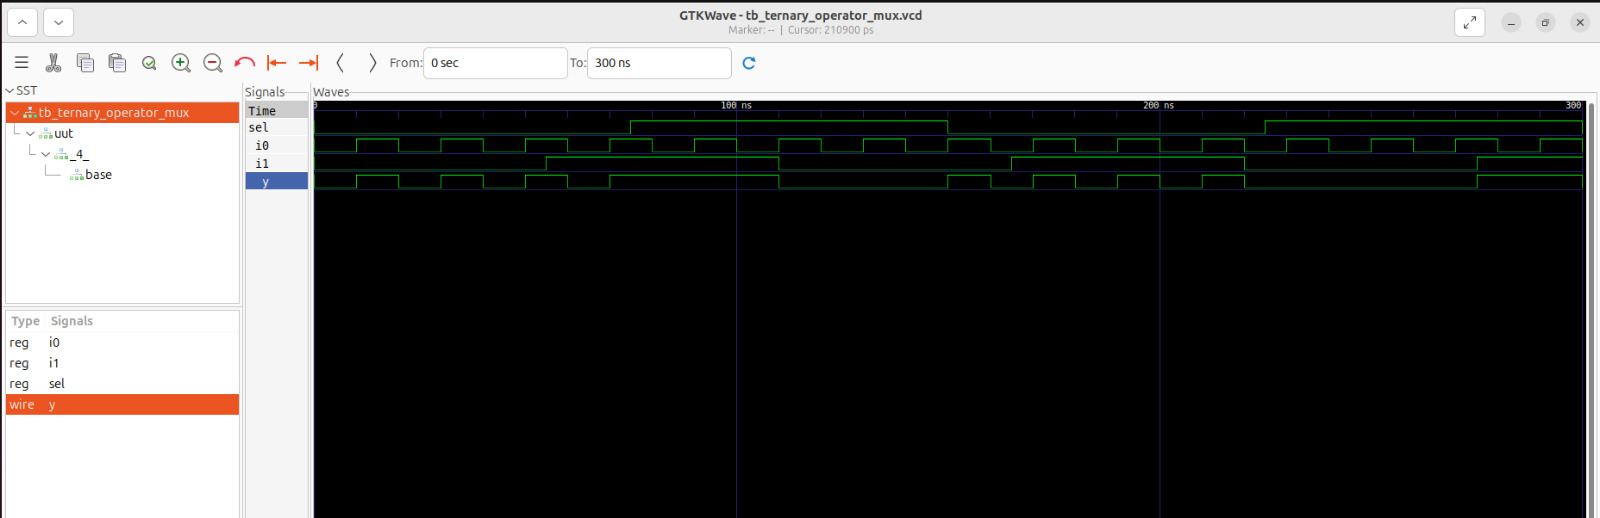 GTKWave - tb_ternary_operator_mux.vcd
Marker: -- | Cursor: 210900 ps
From: 0 sec To: 300 ns
SST
tb_ternary_operator_mux
uut
_4_
base
Type Signals
reg i0
reg i1
reg sel
wire y
Signals
Time
sel
i0
i1
y
Waves
0 100 ns 200 ns 300